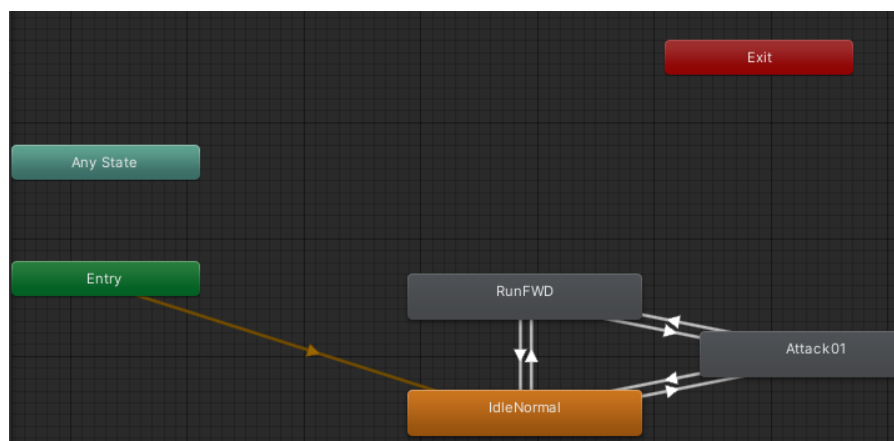 Exit
Any State
Entry
RunFWD
Attack01
IdleNormal